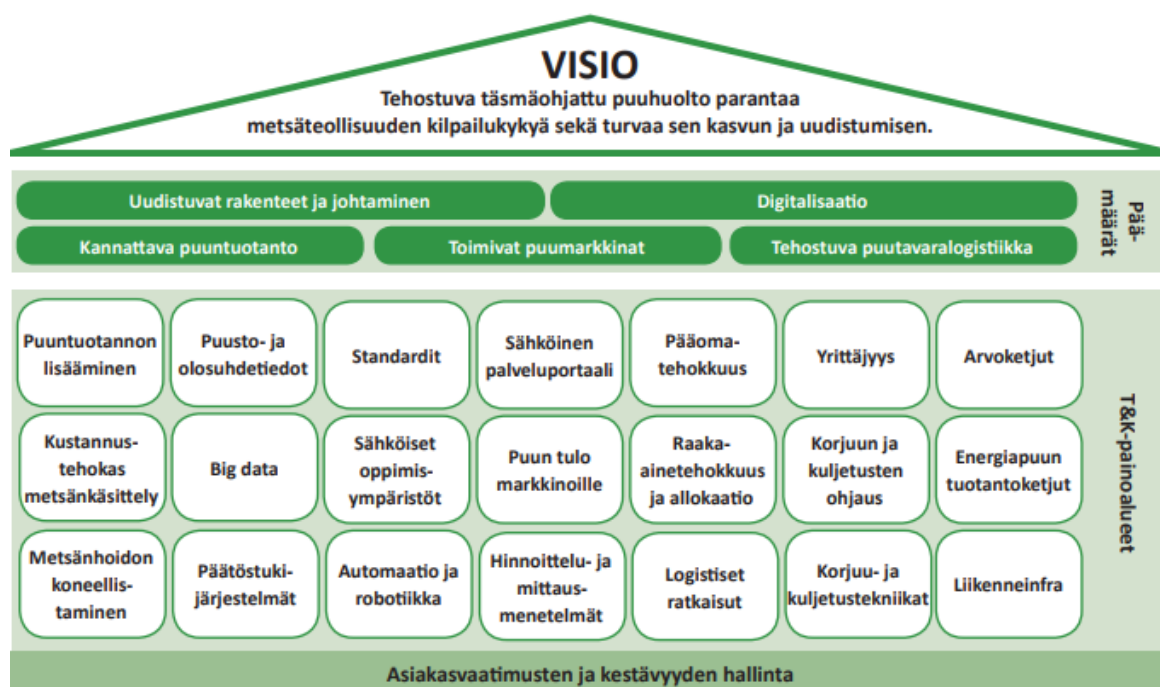 VISIO
Tehostuva täsmäohjattu puuhuolto parantaa
metsäteollisuuden kilpailukykyä sekä turvaa sen kasvun ja uudistumisen.
Uudistuvat rakenteet ja johtaminen
Digitalisaatio
Kannattava puuntuotanto
Toimivat puumarkkinat
Tehostuva puutavaralogistiikka
Pää-
määrät
Puuntuotannon
lisääminen
Puusto- ja
olosuhdetiedot
Standardit
Sähköinen
palveluportaali
Pääoma-
tehokkuus
Yrittäjyys
Arvoketjut
Kustannus-
tehokas
metsänkäsittely
Big data
Sähköiset
oppimis-
ympäristöt
Puun tulo
markkinoille
Raaka-
ainetehokkuus
ja allokaatio
Korjuun ja
kuljetusten
ohjaus
Energiapuun
tuotantoketjut
Metsänhoidon
koneellis-
taminen
Päätöstuki-
järjestelmät
Automaatio ja
robotiikka
Hinnoittelu- ja
mittaus-
menetelmät
Logistiset
ratkaisut
Korjuu- ja
kuljetustekniikat
Liikenneinfra
T&K-painoalueet
Asiakasvaatimusten ja kestävyyden hallinta